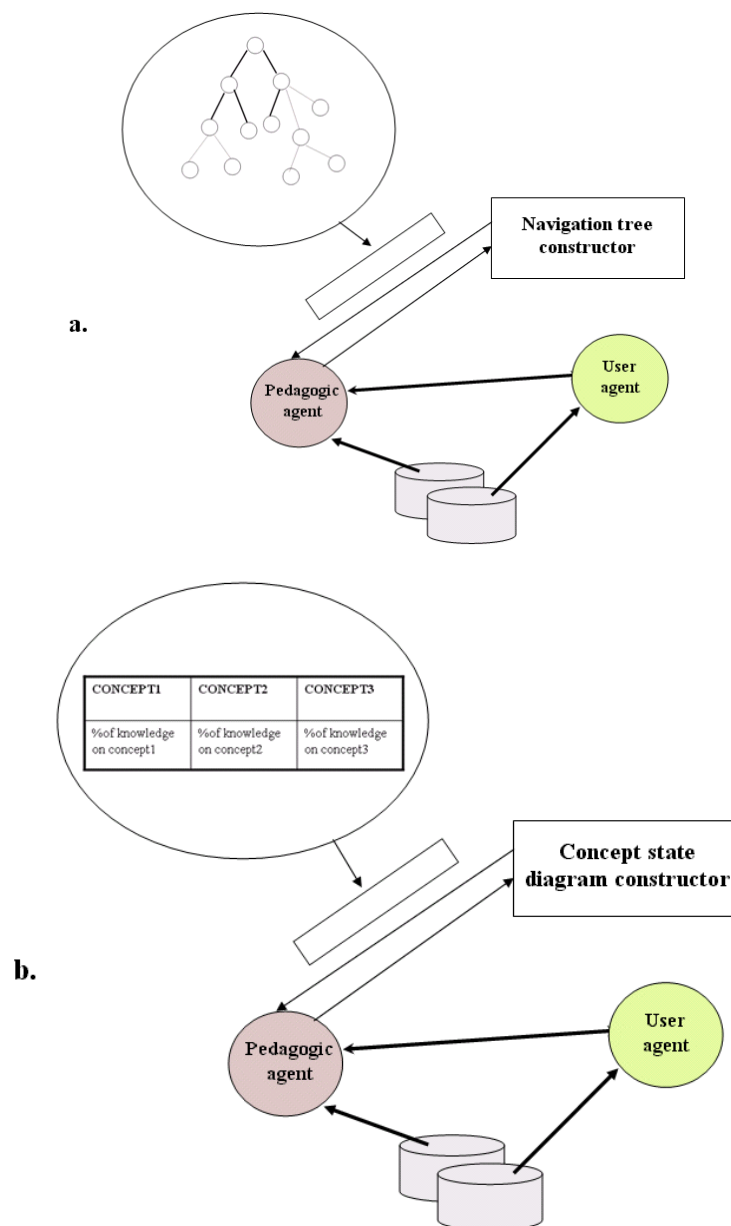 Navigation tree
constructor
a.
User
agent
Pedagogic
agent
CONCEPT1 CONCEPT2 CONCEPT3
%of knowledge %of knowledge %of knowledge
on concept1 on concept2 on concept3
Concept state
diagram constructor
b.
User
agent
Pedagogic
agent